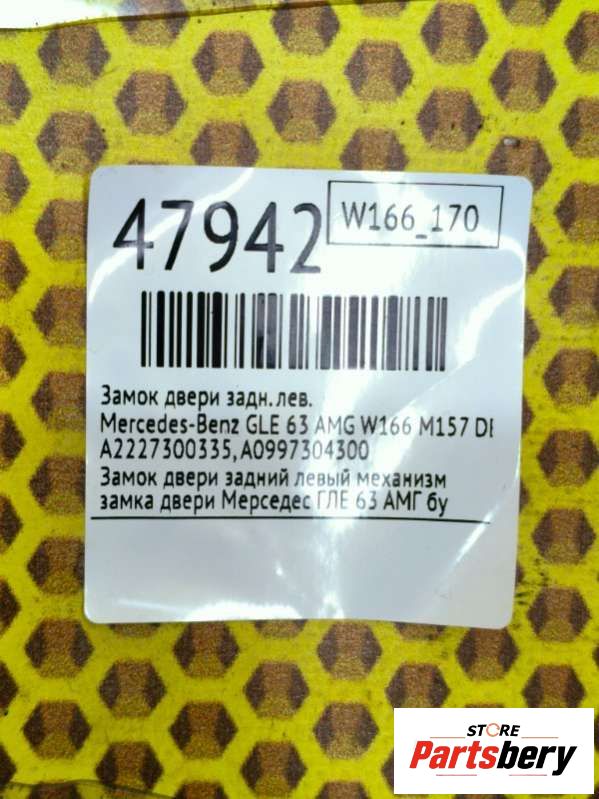 47942
W166_170
Замок двери задн. лев.
Mercedes-Benz GLE 63 AMG W166 M157 DE
A2227300335, A0997304300
Замок двери задний левый механизм
замка двери Мерседес ГЛЕ 63 АМГ бу
STORE
Partsbery